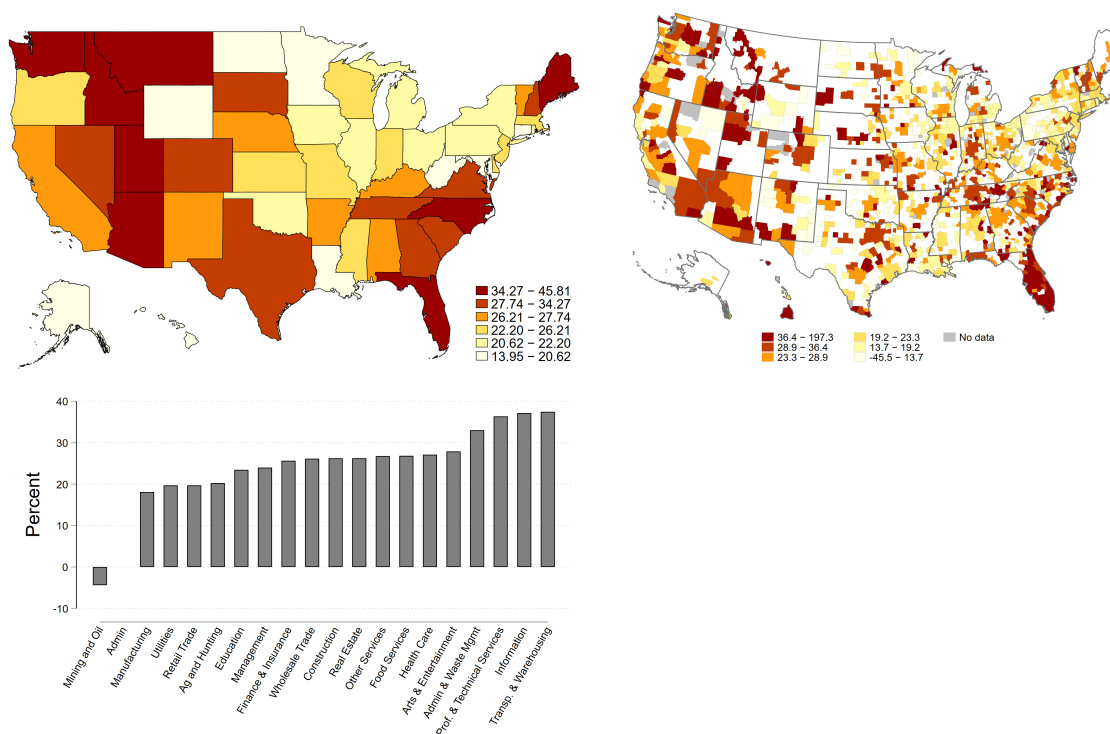 34.27 − 45.81
27.74 − 34.27
26.21 − 27.74
22.20 − 26.21
20.62 − 22.20
13.95 − 20.62
36.4 − 197.3
28.9 − 36.4
23.3 − 28.9
19.2 − 23.3
13.7 − 19.2
-45.5 − 13.7
No data
40
30
20
10
0
-10
Percent
Mining and Oil
Admin
Manufacturing
Utilities
Retail Trade
Ag and Hunting
Education
Management
Finance & Insurance
Wholesale Trade
Construction
Real Estate
Other Services
Food Services
Health Care
Arts & Entertainment
Admin & Waste Mgmt
Prof. & Technical Services
Information
Transp. & Warehousing